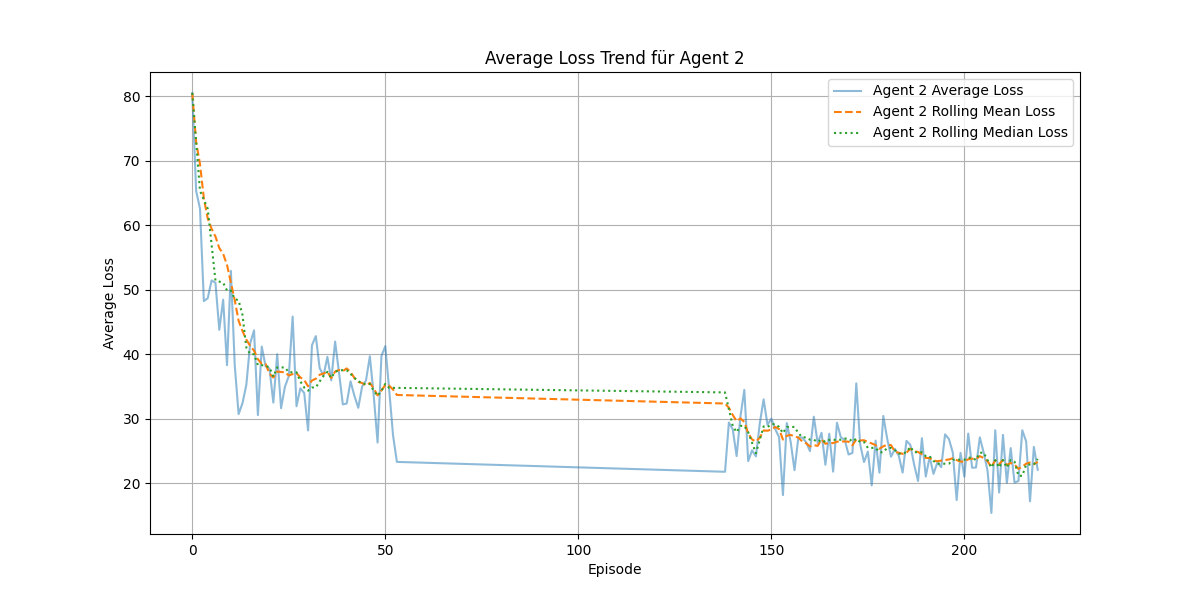 Average Loss Trend für Agent 2
Agent 2 Average Loss
Agent 2 Rolling Mean Loss
Agent 2 Rolling Median Loss
Average Loss
80
70
60
50
40
30
20
0
50
100
150
200
Episode